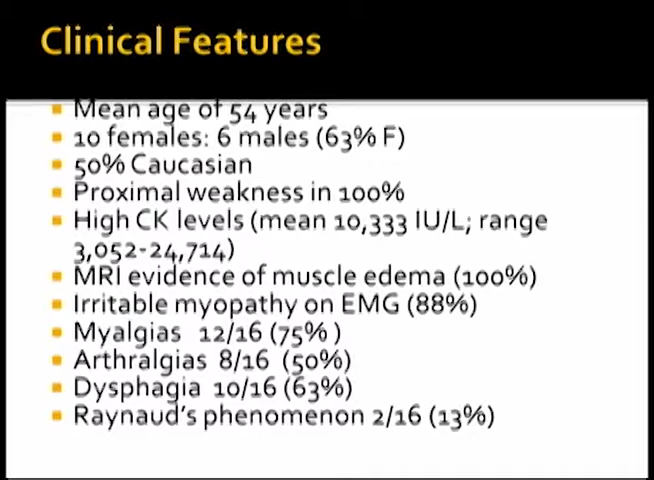 Clinical Features
Mean age of 54 years
10 females: 6 males (63% F)
50% Caucasian
Proximal weakness in 100%
High CK levels (mean 10,333 IU/L; range
3,052-24,714)
MRI evidence of muscle edema (100%)
Irritable myopathy on EMG (88%)
Myalgias 12/16 (75% )
Arthralgias 8/16 (50%)
Dysphagia 10/16 (63%)
Raynaud's phenomenon 2/16 (13%)